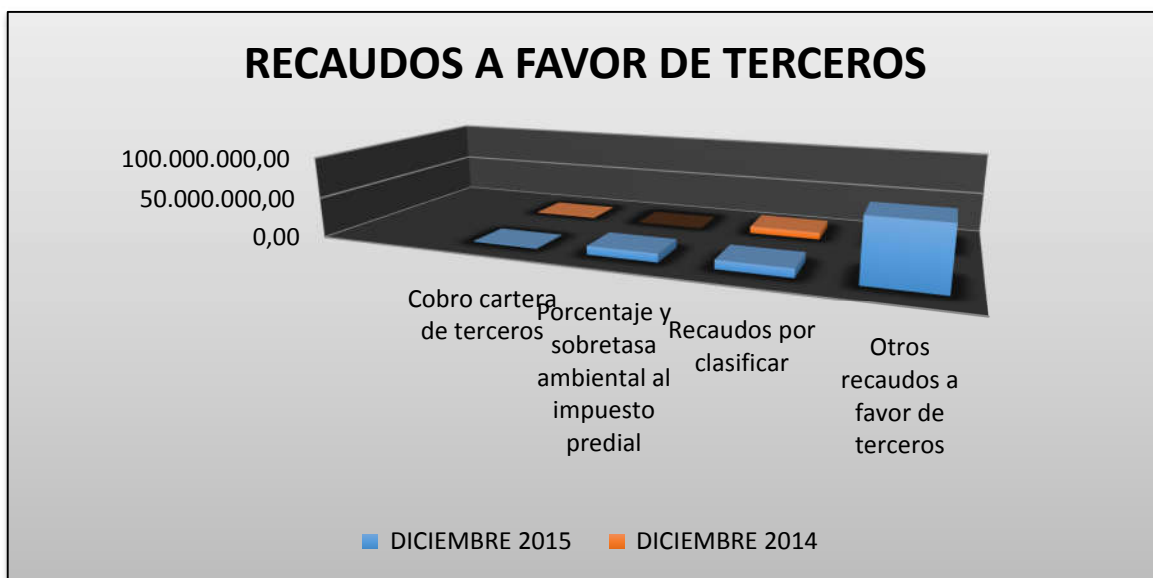 RECAUDOS A FAVOR DE TERCEROS
100.000.000,00
50.000.000,00
0,00
Cobro cartera
de terceros
Porcentaje y
sobretasa
ambiental al
impuesto
predial
Recaudos por
clasificar
Otros
recaudos a
favor de
terceros
DICIEMBRE 2015
DICIEMBRE 2014